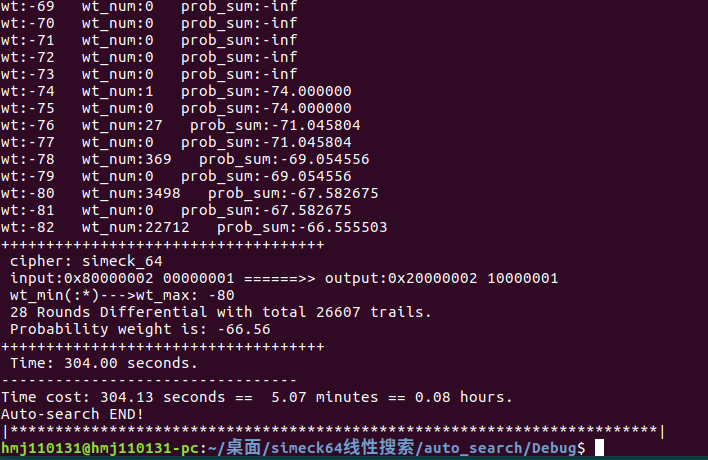 wt:-69   wt_num:0   prob_sum:-inf
wt:-70   wt_num:0   prob_sum:-inf
wt:-71   wt_num:0   prob_sum:-inf
wt:-72   wt_num:0   prob_sum:-inf
wt:-73   wt_num:0   prob_sum:-inf
wt:-74   wt_num:1   prob_sum:-74.000000
wt:-75   wt_num:0   prob_sum:-74.000000
wt:-76   wt_num:27   prob_sum:-71.045804
wt:-77   wt_num:0   prob_sum:-71.045804
wt:-78   wt_num:369   prob_sum:-69.054556
wt:-79   wt_num:0   prob_sum:-69.054556
wt:-80   wt_num:3498   prob_sum:-67.582675
wt:-81   wt_num:0   prob_sum:-67.582675
wt:-82   wt_num:22712   prob_sum:-66.555503
++++++++++++++++++++++++++++++++++++
 cipher: simeck_64
 input:0x80000002 00000001 ======>> output:0x20000002 10000001
 wt_min(:*)--->wt_max: -80
 28 Rounds Differential with total 26607 trails.
 Probability weight is: -66.56
++++++++++++++++++++++++++++++++++++
 Time: 304.00 seconds.
---------------------------------
Time cost: 304.13 seconds ==  5.07 minutes == 0.08 hours.
Auto-search END!
|************************************************************************|
hmj110131@hmj110131-pc:~/桌面/simeck64线性搜索/auto_search/Debug$